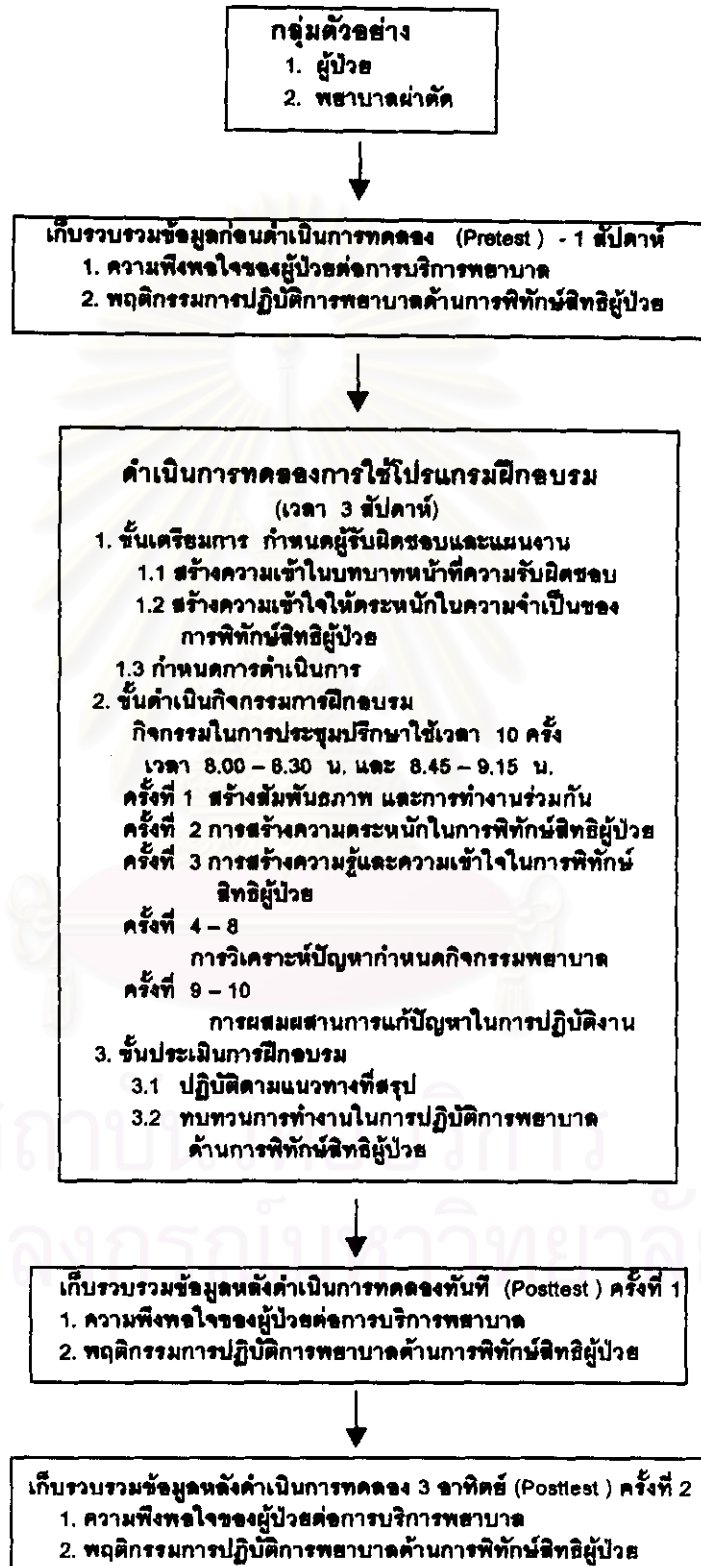 กลุ่มตัวอย่าง
1. ผู้ป่วย
2. พยาบาลผ่าตัด
เก็บรวบรวมข้อมูลก่อนดำเนินการทดลอง (Pretest ) - 1 สัปดาห์
1. ความพึงพอใจของผู้ป่วยต่อการบริการพยาบาล
2. พฤติกรรมการปฏิบัติการพยาบาลด้านการพิทักษ์สิทธิผู้ป่วย
ดำเนินการทดลองการใช้โปรแกรมฝึกอบรม
(เวลา 3 สัปดาห์)
1. ขั้นเตรียมการ กำหนดผู้รับผิดชอบและแผนงาน
1.1 สร้างความเข้าในบทบาทหน้าที่ความรับผิดชอบ
1.2 สร้างความเข้าใจให้ตระหนักในความจำเป็นของ
การพิทักษ์สิทธิผู้ป่วย
1.3 กำหนดการดำเนินการ
2. ขั้นดำเนินกิจกรรมการฝึกอบรม
กิจกรรมในการประชุมปรึกษาใช้เวลา 10 ครั้ง
เวลา 8.00 – 8.30 น. และ 8.45 – 9.15 น.
ครั้งที่ 1 สร้างสัมพันธภาพ และการทำงานร่วมกัน
ครั้งที่ 2 การสร้างความตระหนักในการพิทักษ์สิทธิผู้ป่วย
ครั้งที่ 3 การสร้างความรู้และความเข้าใจในการพิทักษ์
สิทธิผู้ป่วย
ครั้งที่ 4 – 8
การวิเคราะห์ปัญหากำหนดกิจกรรมพยาบาล
ครั้งที่ 9 – 10
การผสมผสานการแก้ปัญหาในการปฏิบัติงาน
3. ขั้นประเมินการฝึกอบรม
3.1 ปฏิบัติตามแนวทางที่สรุป
3.2 ทบทวนการทำงานในการปฏิบัติการพยาบาล
ด้านการพิทักษ์สิทธิผู้ป่วย
สถาบันวิทยบริการ
ลงกรณ์มหาวิทยาลัย
เก็บรวบรวมข้อมูลหลังดำเนินการทดลองทันที (Posttest ) ครั้งที่ 1
1. ความพึงพอใจของผู้ป่วยต่อการบริการพยาบาล
2. พฤติกรรมการปฏิบัติการพยาบาลด้านการพิทักษ์สิทธิผู้ป่วย
เก็บรวบรวมข้อมูลหลังดำเนินการทดลอง 3 อาทิตย์ (Posttest ) ครั้งที่ 2
1. ความพึงพอใจของผู้ป่วยต่อการบริการพยาบาล
2. พฤติกรรมการปฏิบัติการพยาบาลด้านการพิทักษ์สิทธิผู้ป่วย